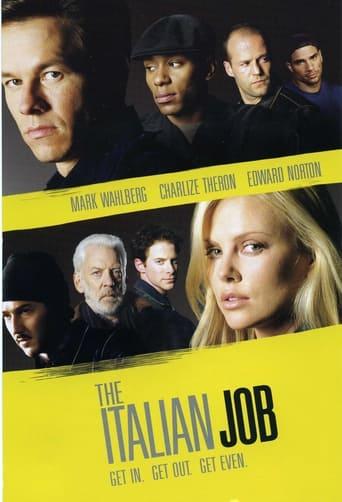 MARK WAHLBERG CHARLIZE THERON EDWARD NORTON
THE
ITALIAN JOB
GET IN. GET OUT. GET EVEN.